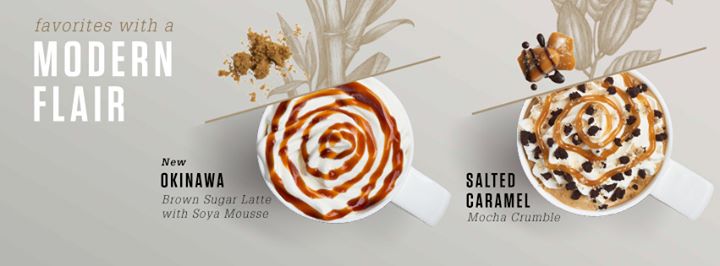 favorites with a
MODERN
FLAIR
New
OKINAWA
Brown Sugar Latte
with Soya Mousse
SALTED
CARAMEL
Mocha Crumble